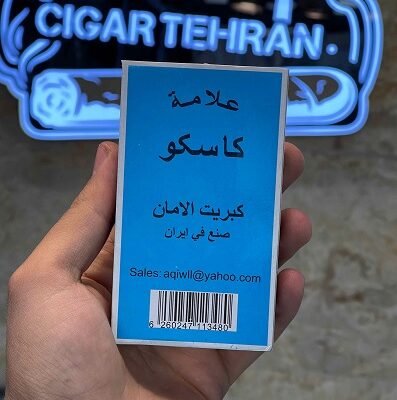 CIGAR TEHRAN.
علامة
كاسكو
كبريت الامان
صنع في ايران
Sales: aqiwll@yahoo.com
6 260247 113480